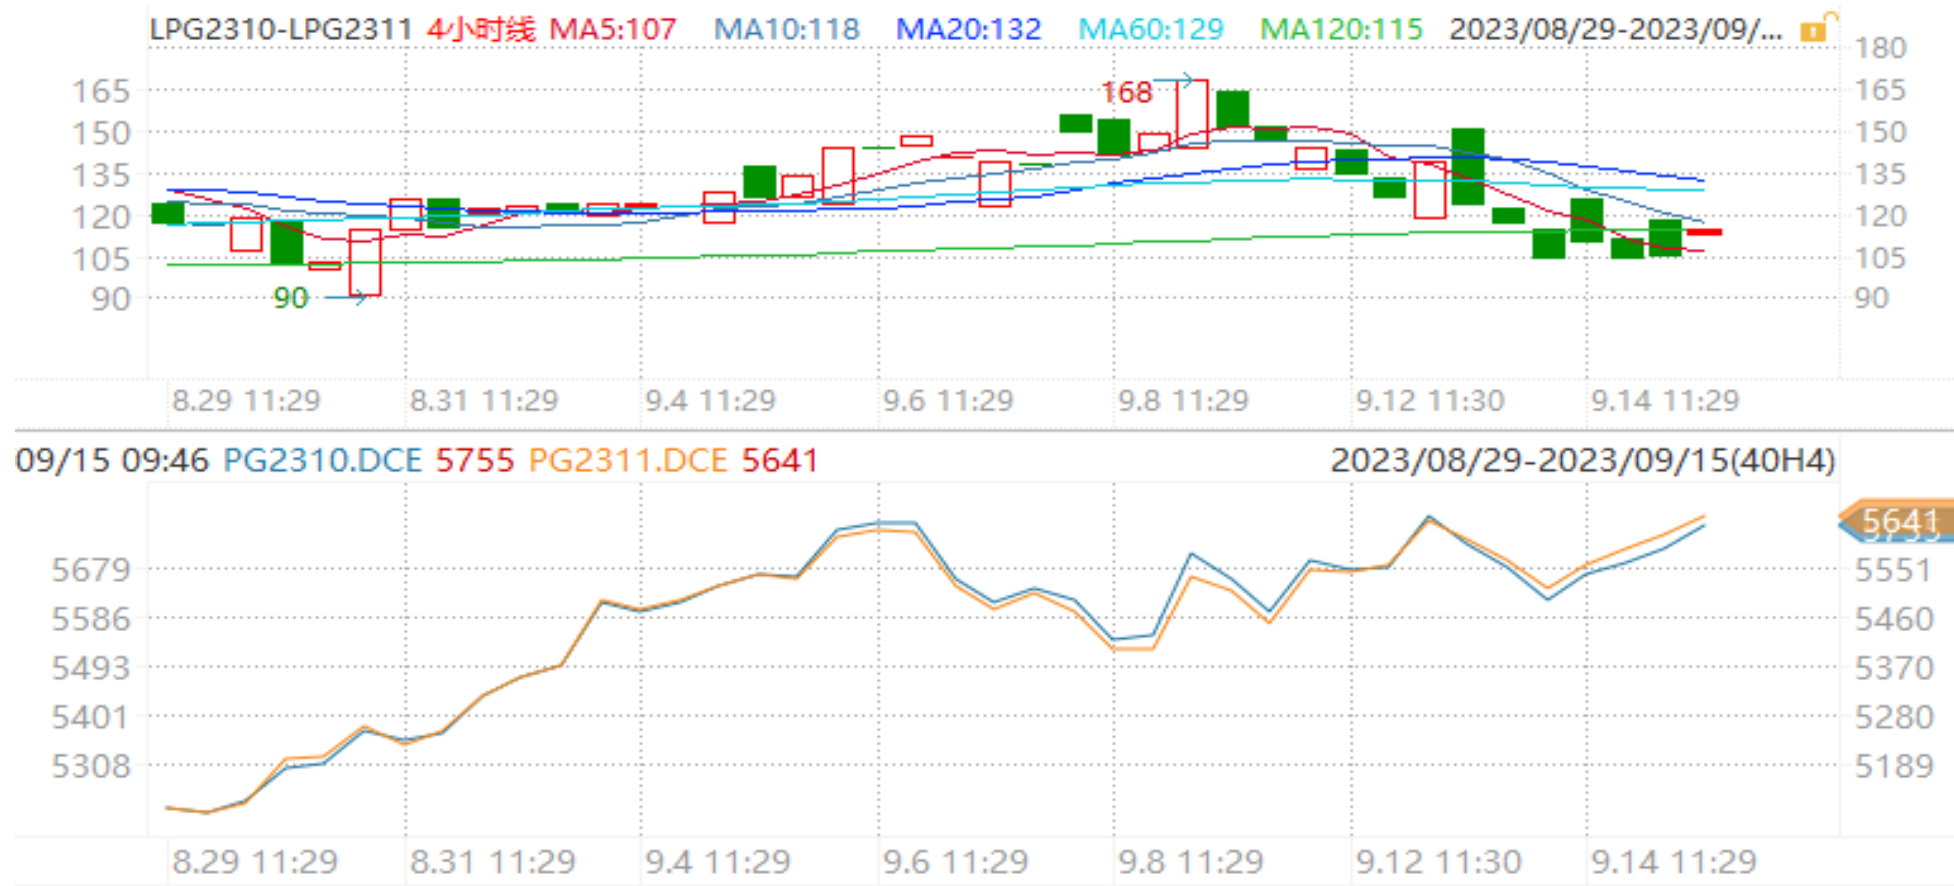 LPG2310-LPG2311 4小时线 MA5:107 MA10:118 MA20:132 MA60:129 MA120:115 2023/08/29-2023/09/...
180
165 168 165
150 150
135 135
120 120
105 105
90 90 90
8.29 11:29 8.31 11:29 9.4 11:29 9.6 11:29 9.8 11:29 9.12 11:30 9.14 11:29
09/15 09:46 PG2310.DCE 5755 PG2311.DCE 5641 2023/08/29-2023/09/15(40H4)
5641
5679 5551
5586 5460
5493 5370
5401 5280
5308 5189
8.29 11:29 8.31 11:29 9.4 11:29 9.6 11:29 9.8 11:29 9.12 11:30 9.14 11:29